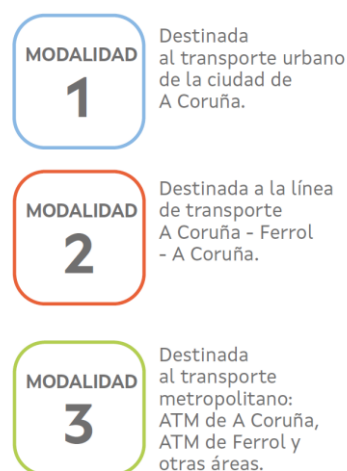 MODALIDAD
1
Destinada
al transporte urbano
de la ciudad de
A Coruña.
MODALIDAD
2
Destinada a la línea
de transporte
A Coruña - Ferrol
- A Coruña.
MODALIDAD
3
Destinada
al transporte
metropolitano:
ATM de A Coruña,
ATM de Ferrol y
otras áreas.